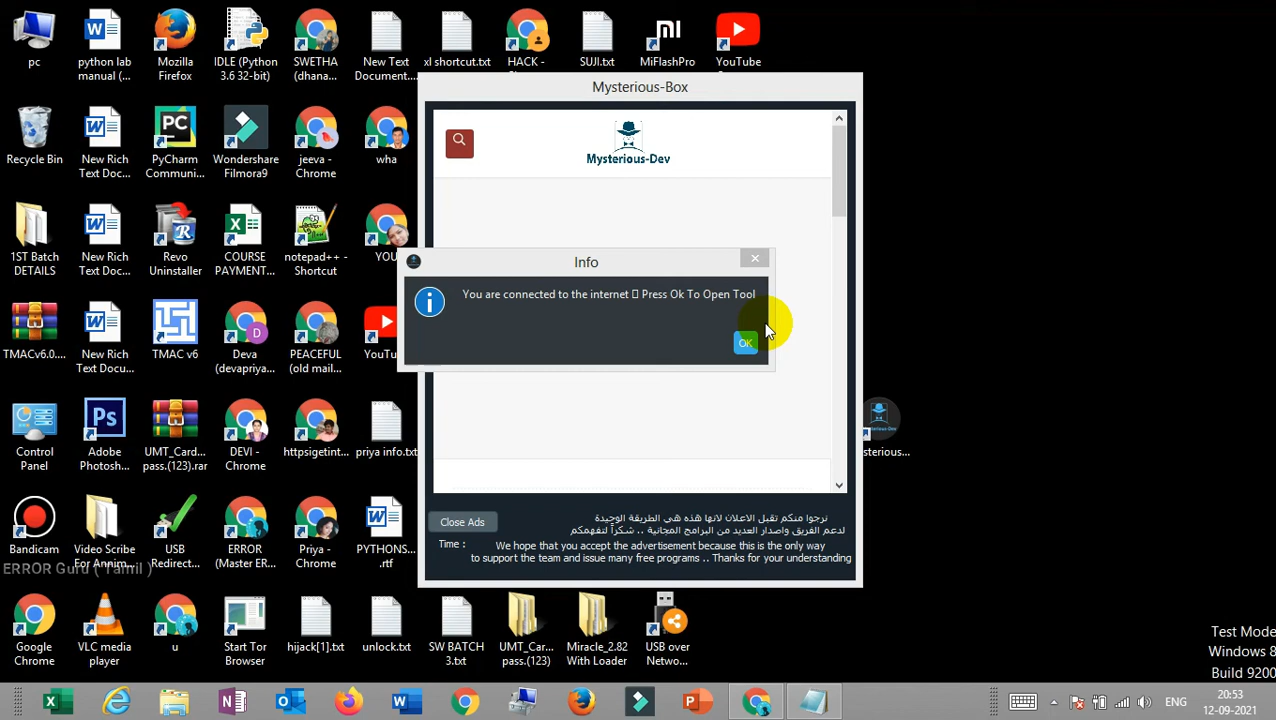 pc
python lab
manual (...
Mozilla
Firefox
IDLE (Python
3.6 32-bit)
SWETHA
(dhana...
New Text
Document...
xl shortcut.txt
HACK -
SUJI.txt
MiFlashPro
YouTube
Mysterious-Box
Mysterious-Dev
Recycle Bin
New Rich
Text Doc...
PyCharm
Communi...
Wondershare
Filmora9
jeeva -
Chrome
wha
1ST Batch
DETAILS
New Rich
Text Docu...
Revo
Uninstaller
COURSE
PAYMENT...
notepad++ -
Shortcut
YOU
Info
You are connected to the internet Press Ok To Open Tool
OK
TMACv6.0....
New Rich
Text Docu...
TMAC v6
D
Deva
(devapriya...
PEACEFUL
(old mail...
YouTu
Control
Panel
Adobe
Photosh...
UMT_Card...
pass.(123).rar
DEVI -
Chrome
httpsigetint...
priya info.txt
Mysterious-Dev
sterious...
Bandicam
Video Scribe
For Annim...
USB
Redirect...
ERROR
(Master ER...
Priya -
Chrome
PYTHONS...
.rtf
Close Ads
نرجوا منكم تقبل الاعلان لانها هذه هي الطريقة الوحيدة
لدعم الفريق واصدار العديد من البرامج المجانية .. شكراً لتفهمكم
Time :
We hope that you accept the advertisement because this is the only way
to support the team and issue many free programs .. Thanks for your understanding
ERROR Guru ( Tamil )
Google
Chrome
VLC media
player
u
Start Tor
Browser
hijack[1].txt
unlock.txt
SW BATCH
3.txt
UMT_Car...
pass.(123)
Miracle_2.82
With Loader
USB over
Netwo...
Test Mode
Windows 8
Build 9200
ENG
20:53
12-09-2021